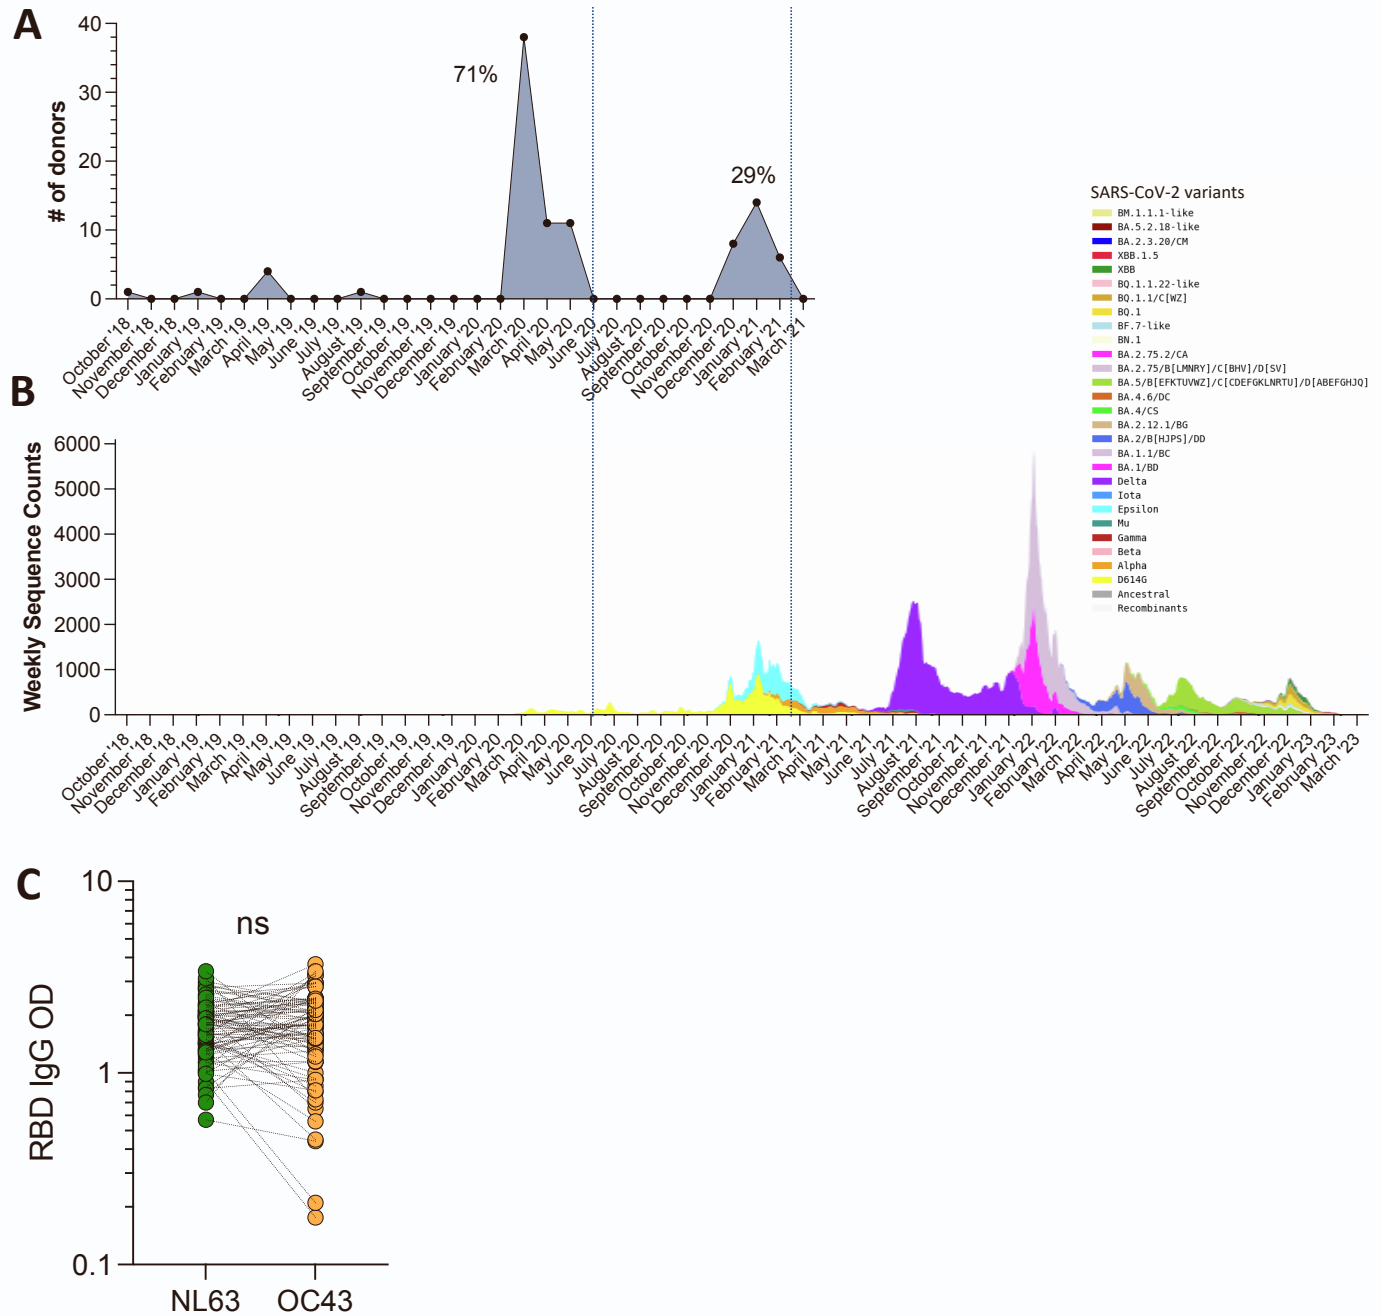 A
# of donors
40
30
20
10
0
71%
29%
October '18
November '18
December '18
January '19
February '19
March '19
April '19
May '19
June '19
July '19
August '19
September '19
October '19
November '19
December '19
January '20
February '20
March '20
April '20
May '20
June '20
July '20
August '20
September '20
October '20
November '20
December '20
January '21
February '21
March '21
SARS-CoV-2 variants
BM.1.1.1-like
BA.5.2.18-like
BA.2.3.20/CM
XBB.1.5
XBB
BQ.1.1.22-like
BQ.1.1/C[WZ]
BQ.1
BF.7-like
BN.1
BA.2.75.2/CA
BA.2.75/B[LMNRY]/C[BHV]/D[SV]
BA.5/B[EFKTUVWZ]/C[CDEFGKLNRTU]/D[ABEFGHJQ]
BA.4.6/DC
BA.4/CS
BA.2.12.1/BG
BA.2/B[HJPS]/DD
BA.1.1/BC
BA.1/BD
Delta
Iota
Epsilon
Mu
Gamma
Beta
Alpha
D614G
Ancestral
Recombinants
B
Weekly Sequence Counts
6000
5000
4000
3000
2000
1000
0
October '18
November '18
December '18
January '19
February '19
March '19
April '19
May '19
June '19
July '19
August '19
September '19
October '19
November '19
December '19
January '20
February '20
March '20
April '20
May '20
June '20
July '20
August '20
September '20
October '20
November '20
December '20
January '21
February '21
March '21
April '21
May '21
June '21
July '21
August '21
September '21
October '21
November '21
December '21
January '22
February '22
March '22
April '22
May '22
June '22
July '22
August '22
September '22
October '22
November '22
December '22
January '23
February '23
March '23
C
RBD IgG OD
10
1
0.1
ns
NL63
OC43